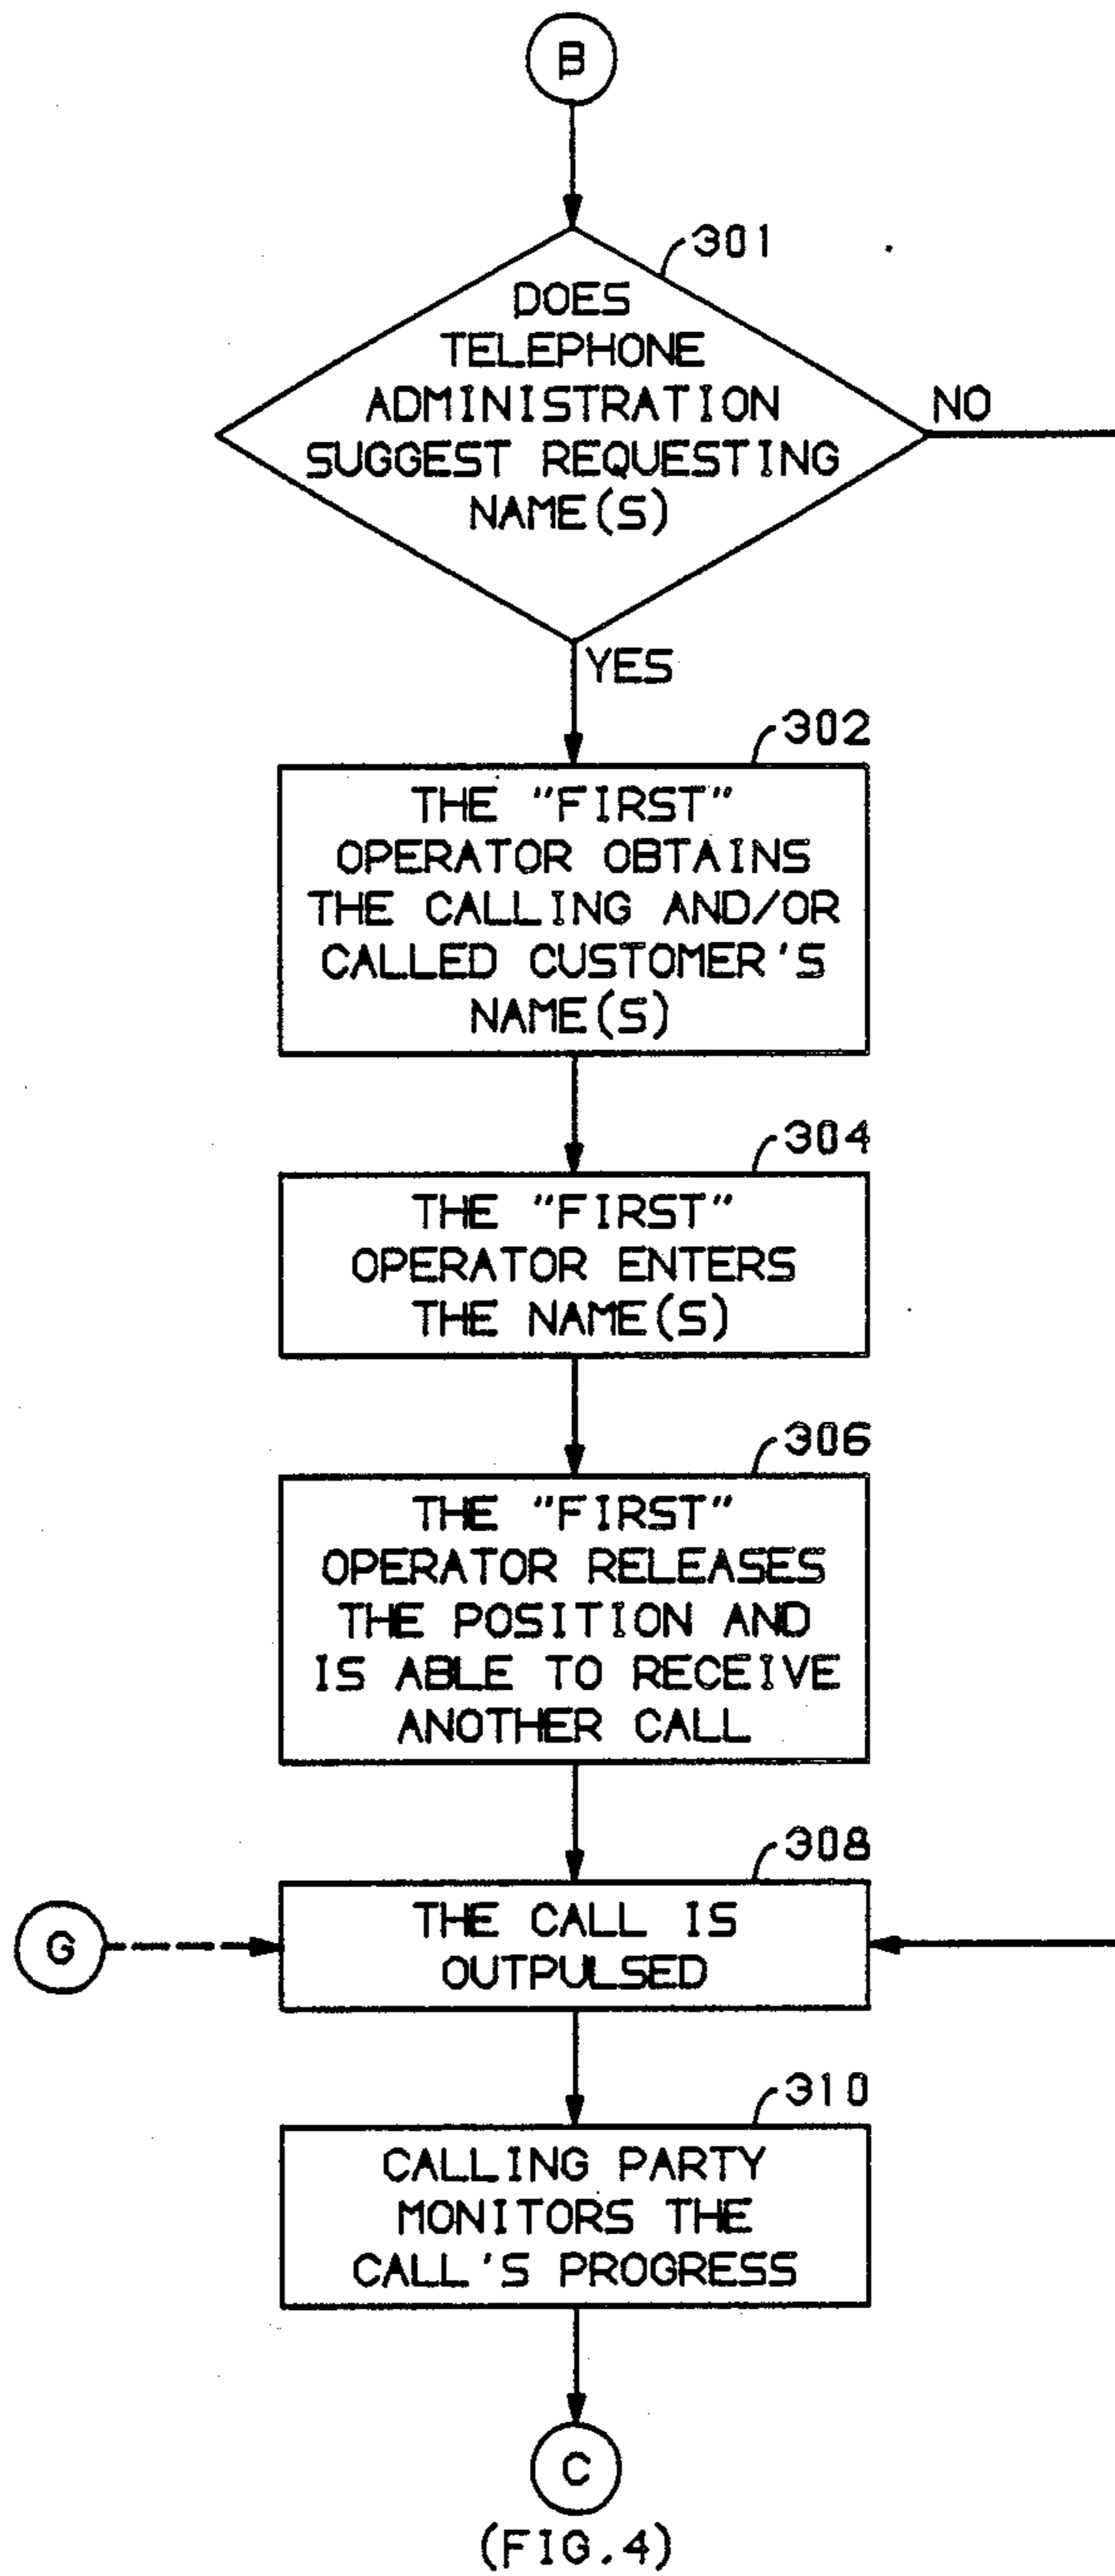 B
301
DOES
TELEPHONE
ADMINISTRATION
SUGGEST REQUESTING
NAME(S)
NO
YES
302
THE "FIRST"
OPERATOR OBTAINS
THE CALLING AND/OR
CALLED CUSTOMER'S
NAME(S)
304
THE "FIRST"
OPERATOR ENTERS
THE NAME(S)
306
THE "FIRST"
OPERATOR RELEASES
THE POSITION AND
IS ABLE TO RECEIVE
ANOTHER CALL
308
G
THE CALL IS
OUTPULSED
310
CALLING PARTY
MONITORS THE
CALL'S PROGRESS
C
(FIG.4)